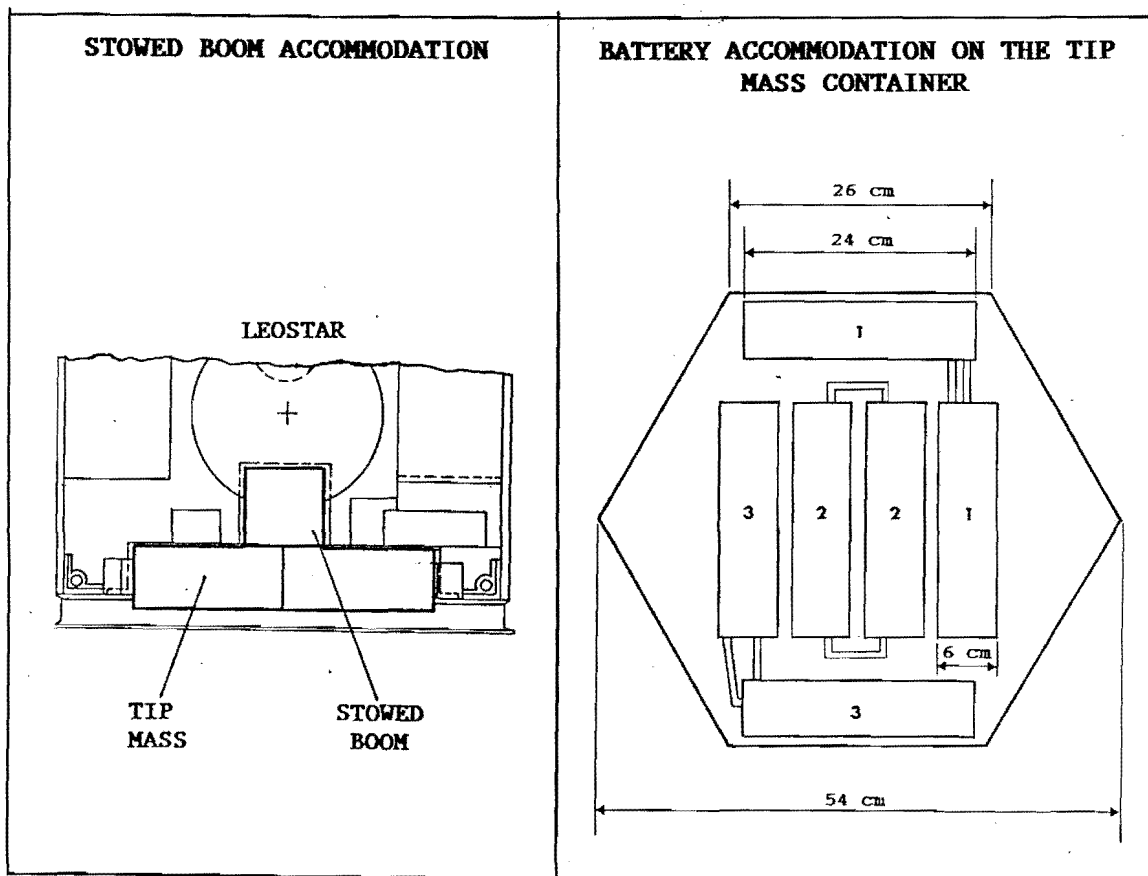 STOWED BOOM ACCOMMODATION
LEOSTAR
TIP
MASS
STOWED
BOOM
BATTERY ACCOMMODATION ON THE TIP
MASS CONTAINER
26 cm
24 cm
1
3
2
2
1
6 cm
3
54 cm